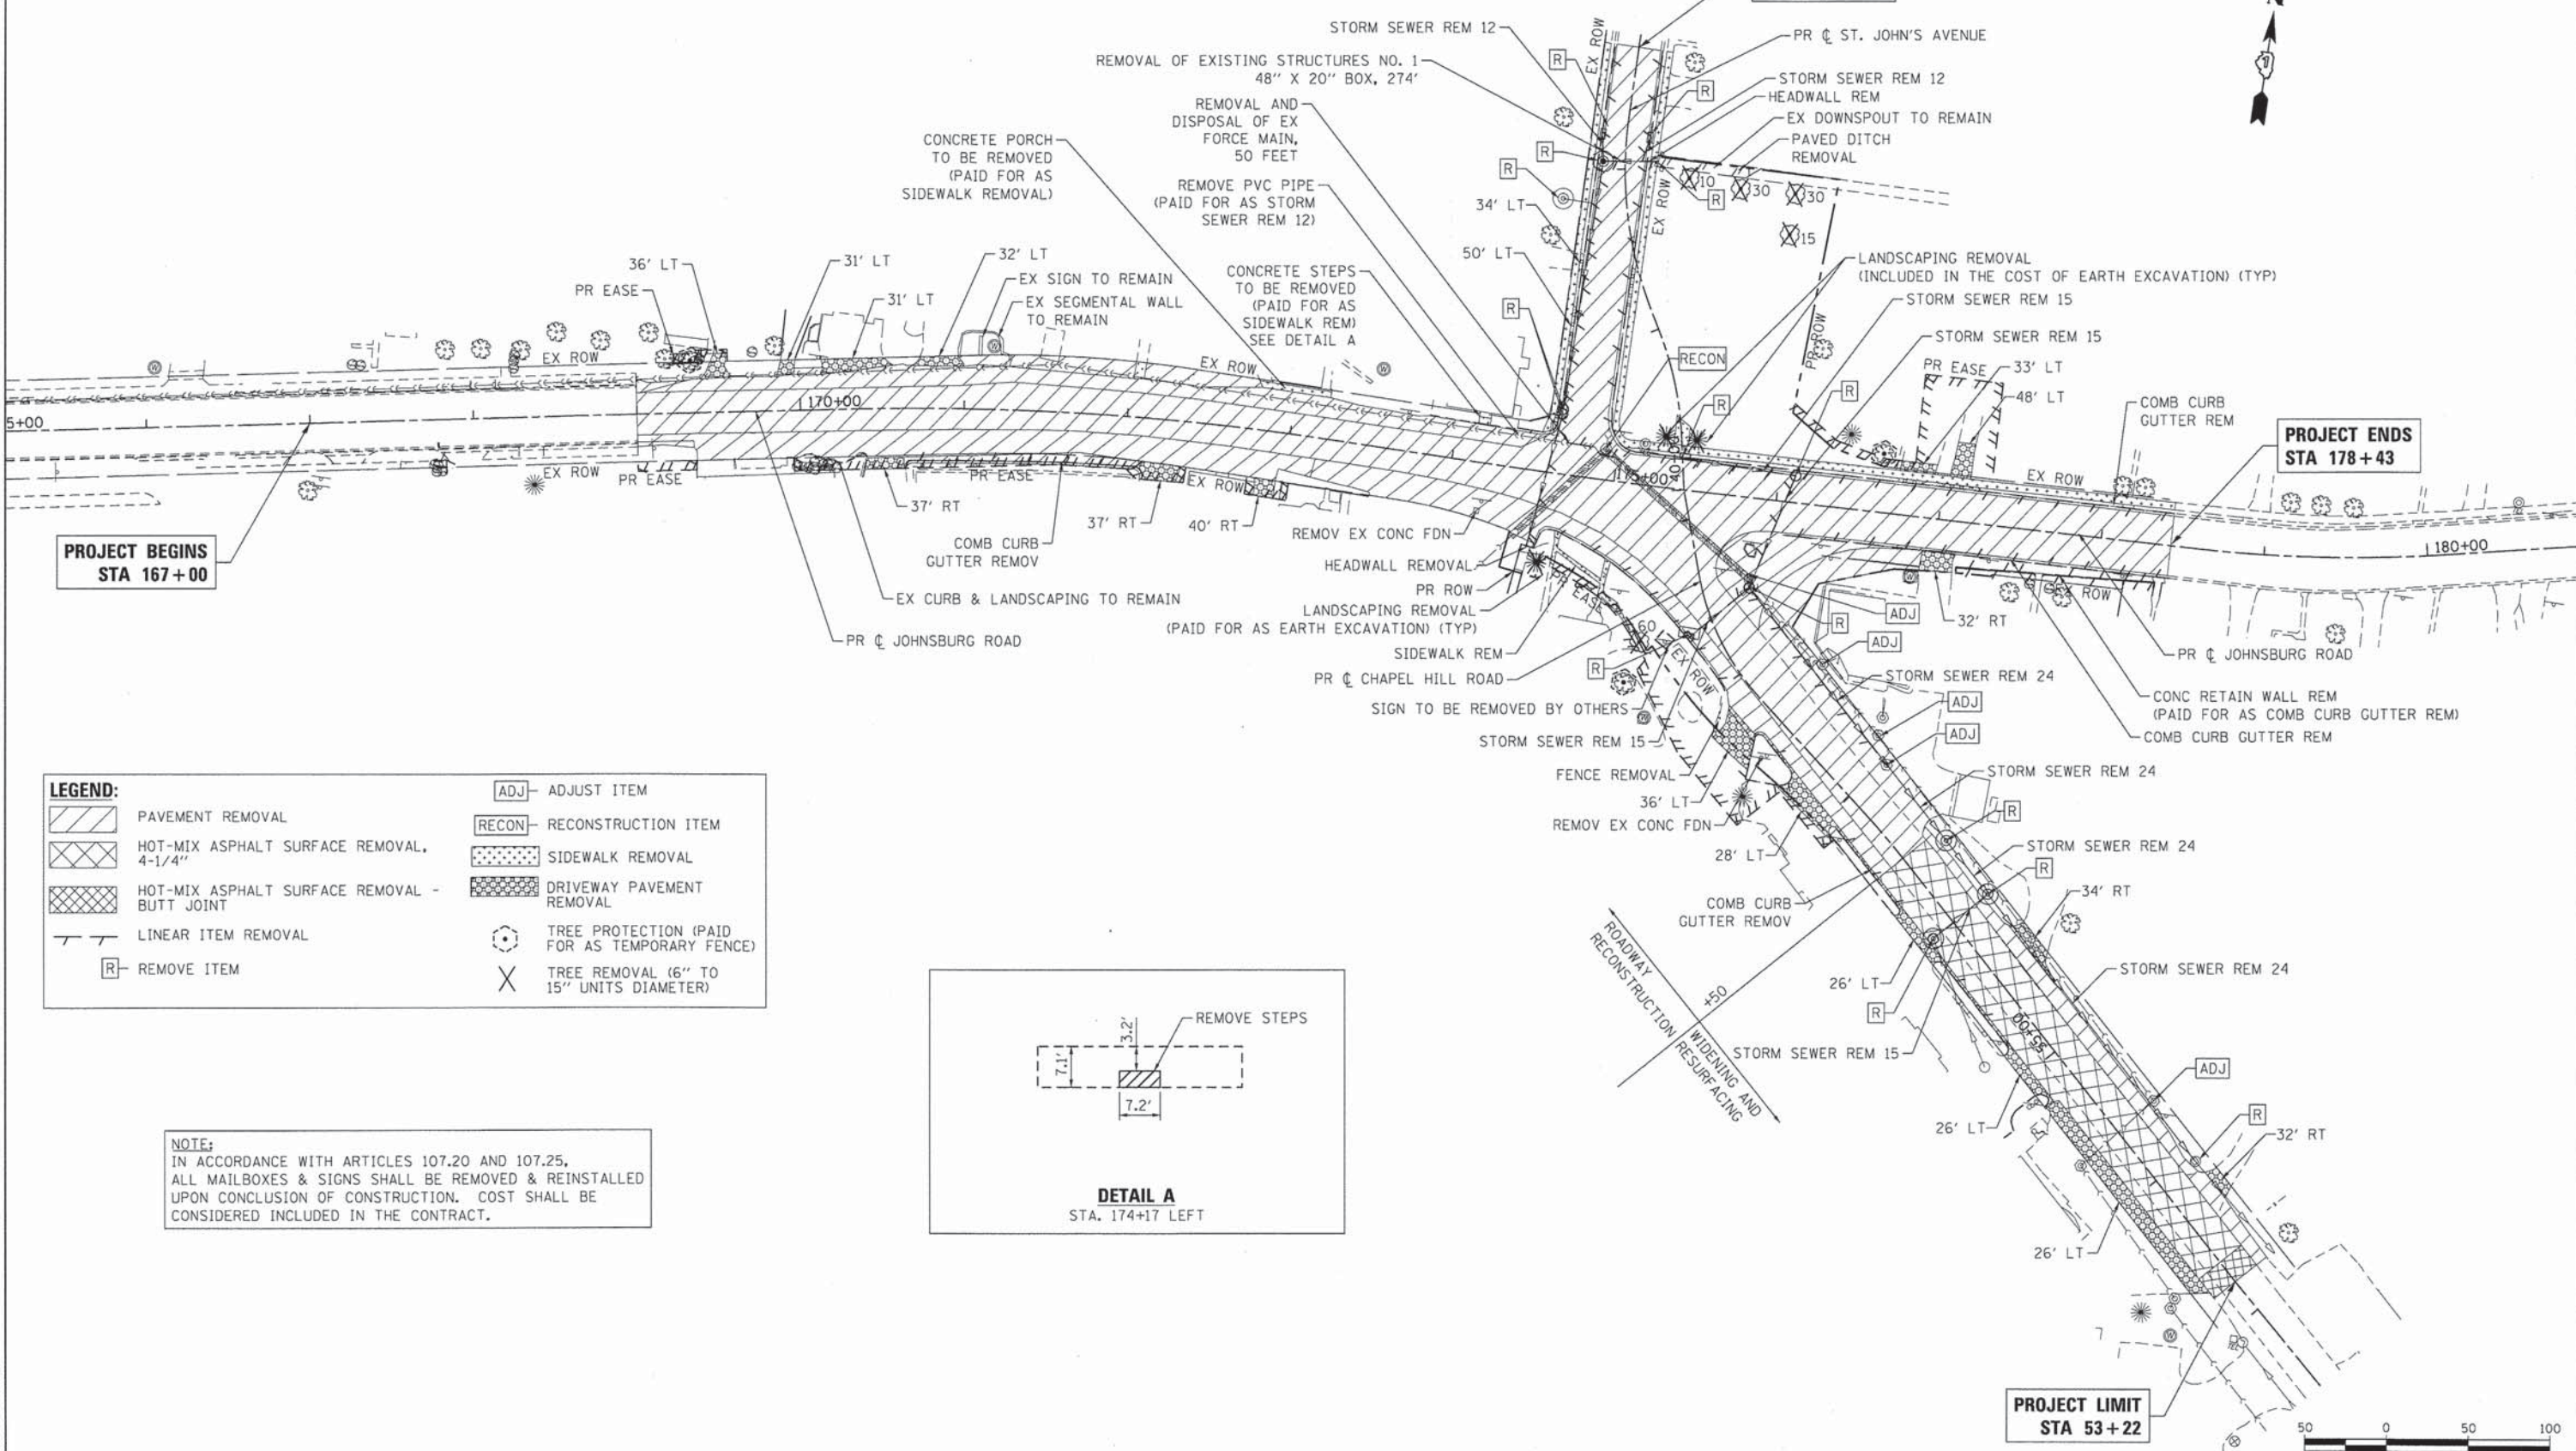 N
STORM SEWER REM 12
REMOVAL OF EXISTING STRUCTURES NO. 1
48" X 20" BOX, 274'
REMOVAL AND
DISPOSAL OF EX
FORCE MAIN,
50 FEET
CONCRETE PORCH
TO BE REMOVED
(PAID FOR AS
SIDEWALK REMOVAL)
REMOVE PVC PIPE
(PAID FOR AS STORM
SEWER REM 12)
CONCRETE STEPS
TO BE REMOVED
(PAID FOR AS
SIDEWALK REM)
SEE DETAIL A
EX ROW
R
R
R
R
34' LT
50' LT
R
PR ℄ ST. JOHN'S AVENUE
STORM SEWER REM 12
HEADWALL REM
EX DOWNSPOUT TO REMAIN
PAVED DITCH
REMOVAL
R
R
EX ROW
10
30
30
15
LANDSCAPING REMOVAL
(INCLUDED IN THE COST OF EARTH EXCAVATION) (TYP)
STORM SEWER REM 15
STORM SEWER REM 15
PR ROW
PR EASE
33' LT
48' LT
RECON
R
R
COMB CURB
GUTTER REM
PROJECT ENDS
STA 178+43
36' LT
PR EASE
31' LT
31' LT
32' LT
EX SIGN TO REMAIN
EX SEGMENTAL WALL
TO REMAIN
EX ROW
EX ROW
EX ROW
5+00
170+00
175+00
180+00
EX ROW
PR EASE
PR EASE
EX ROW
37' RT
37' RT
40' RT
COMB CURB
GUTTER REMOV
EX CURB & LANDSCAPING TO REMAIN
PR ℄ JOHNSBURG ROAD
PROJECT BEGINS
STA 167+00
REMOV EX CONC FDN
HEADWALL REMOVAL
PR ROW
LANDSCAPING REMOVAL
(PAID FOR AS EARTH EXCAVATION) (TYP)
SIDEWALK REM
PR ℄ CHAPEL HILL ROAD
SIGN TO BE REMOVED BY OTHERS
STORM SEWER REM 15
FENCE REMOVAL
36' LT
REMOV EX CONC FDN
28' LT
COMB CURB
GUTTER REMOV
PR EASE
60
R
EX ROW
R
ADJ
ADJ
32' RT
ROW
PR ℄ JOHNSBURG ROAD
CONC RETAIN WALL REM
(PAID FOR AS COMB CURB GUTTER REM)
COMB CURB GUTTER REM
STORM SEWER REM 24
ADJ
ADJ
STORM SEWER REM 24
R
STORM SEWER REM 24
R
34' RT
STORM SEWER REM 24
26' LT
R
STORM SEWER REM 15
55+00
ROADWAY
RECONSTRUCTION
+50
WIDENING AND
RESURFACING
26' LT
ADJ
R
32' RT
26' LT
PROJECT LIMIT
STA 53+22
50 0 50 100
LEGEND:
PAVEMENT REMOVAL
HOT-MIX ASPHALT SURFACE REMOVAL,
4-1/4"
HOT-MIX ASPHALT SURFACE REMOVAL -
BUTT JOINT
LINEAR ITEM REMOVAL
R REMOVE ITEM
ADJ ADJUST ITEM
RECON RECONSTRUCTION ITEM
SIDEWALK REMOVAL
DRIVEWAY PAVEMENT
REMOVAL
TREE PROTECTION (PAID
FOR AS TEMPORARY FENCE)
TREE REMOVAL (6" TO
15" UNITS DIAMETER)
NOTE:
IN ACCORDANCE WITH ARTICLES 107.20 AND 107.25,
ALL MAILBOXES & SIGNS SHALL BE REMOVED & REINSTALLED
UPON CONCLUSION OF CONSTRUCTION. COST SHALL BE
CONSIDERED INCLUDED IN THE CONTRACT.
REMOVE STEPS
3.2'
7.1'
7.2'
DETAIL A
STA. 174+17 LEFT